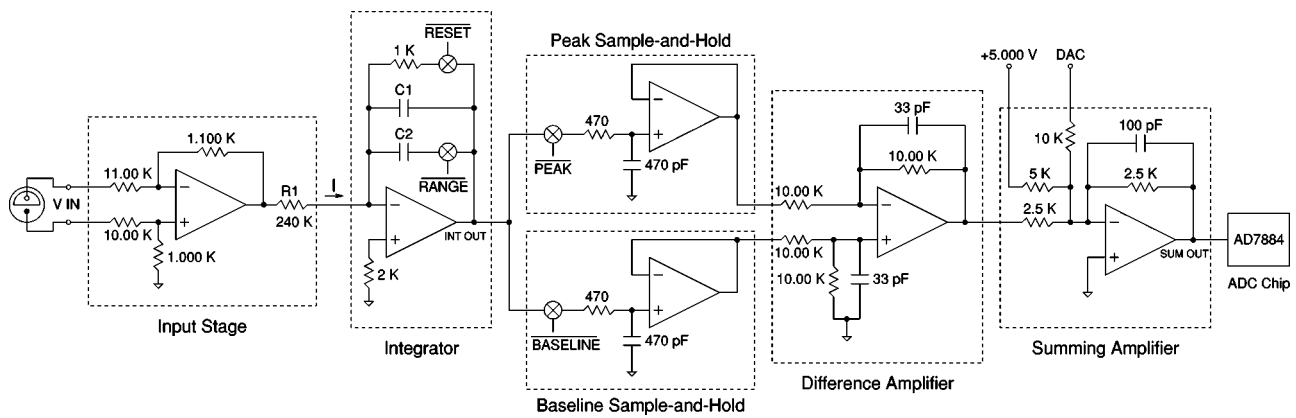 V IN
11.00 K
1.100 K
10.00 K
1.000 K
R1
240 K
Input Stage
I
RESET
1 K
C1
C2
RANGE
INT OUT
2 K
Integrator
Peak Sample-and-Hold
470
PEAK
470 pF
470
BASELINE
470 pF
Baseline Sample-and-Hold
33 pF
10.00 K
10.00 K
10.00 K
10.00 K
33 pF
Difference Amplifier
+5.000 V
DAC
10 K
100 pF
5 K
2.5 K
2.5 K
SUM OUT
Summing Amplifier
AD7884
ADC Chip